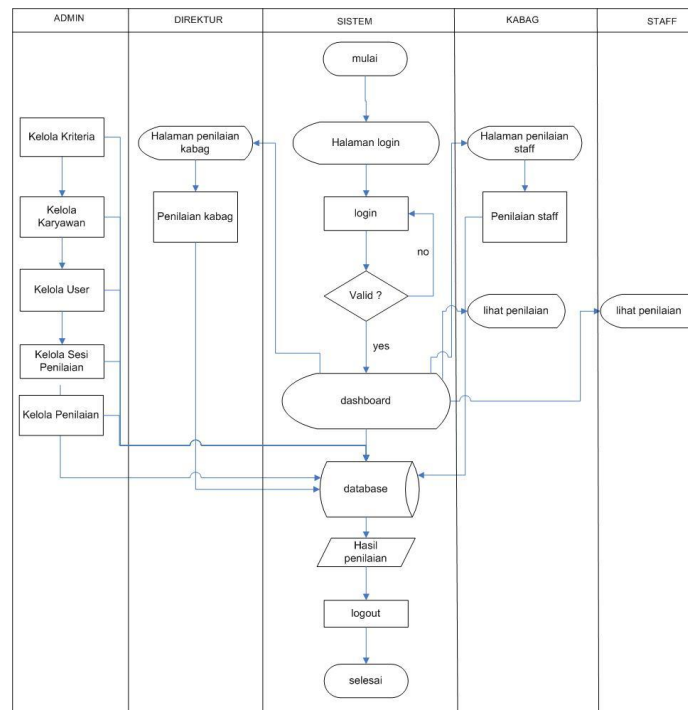 ADMIN
DIREKTUR
SISTEM
KABAG
STAFF
mulai
Kelola Kriteria
Halaman penilaian
kabag
Halaman login
Halaman penilaian
staff
Kelola
Karyawan
Penilaian kabag
login
Penilaian staff
no
Kelola User
Valid ?
lihat penilaian
lihat penilaian
yes
Kelola Sesi
Penilaian
dashboard
Kelola Penilaian
database
Hasil
penilaian
logout
selesai